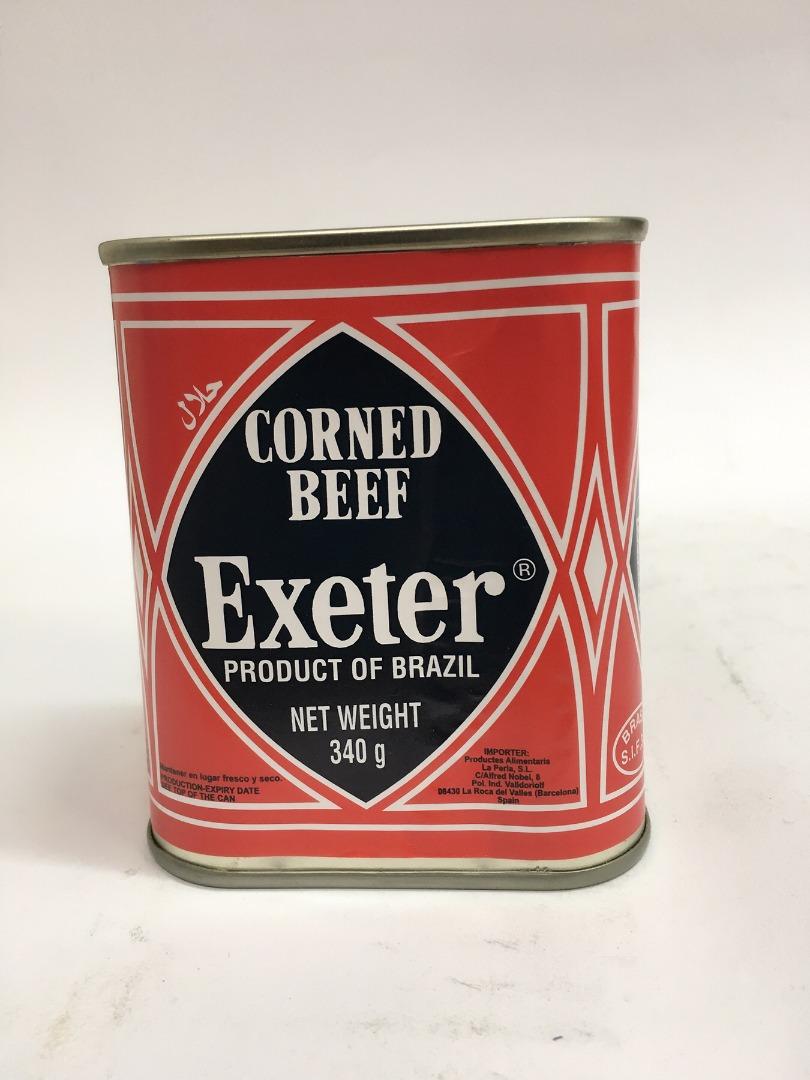 حلال
CORNED
BEEF
Exeter®
PRODUCT OF BRAZIL
NET WEIGHT
340 g
Mantener en lugar fresco y seco.
PRODUCTION-EXPIRY DATE
SEE TOP OF THE CAN
IMPORTER:
Productes Alimentaris
La Perla, S.L.
C/Alfred Nobel, 8
Pol. Ind. Valldoriolf
08430 La Roca del Valles (Barcelona)
Spain
S.I.F.